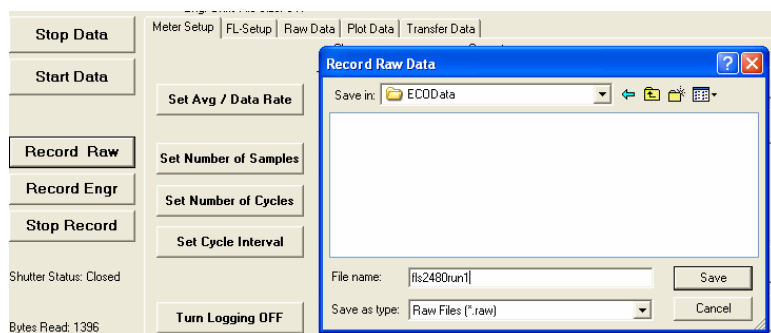 Stop Data
Start Data
Record Raw
Record Engr
Stop Record
Shutter Status: Closed
Bytes Read: 1396
Meter Setup FL-Setup Raw Data Plot Data Transfer Data
Set Avg / Data Rate
Set Number of Samples
Set Number of Cycles
Set Cycle Interval
Turn Logging OFF
Record Raw Data
Save in: ECOData
File name: fls2480run1
Save
Save as type: Raw Files (*.raw)
Cancel